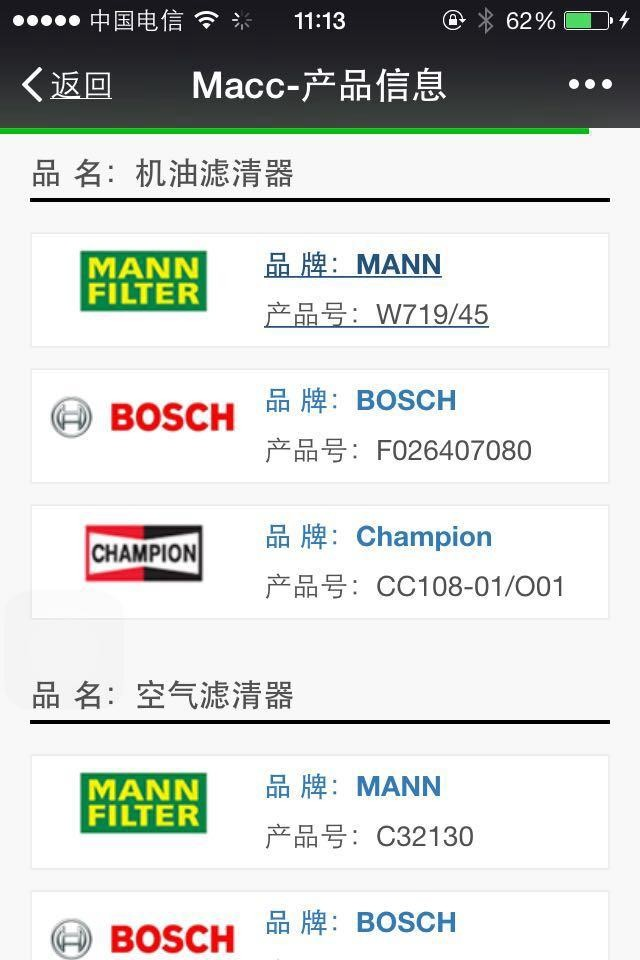 中国电信 11:13 62%
返回 Macc-产品信息
品 名：机油滤清器
MANN
FILTER
品 牌：MANN
产品号：W719/45
BOSCH
品 牌：BOSCH
产品号：F026407080
CHAMPION
品 牌：Champion
产品号：CC108-01/O01
品 名：空气滤清器
MANN
FILTER
品 牌：MANN
产品号：C32130
BOSCH
品 牌：BOSCH